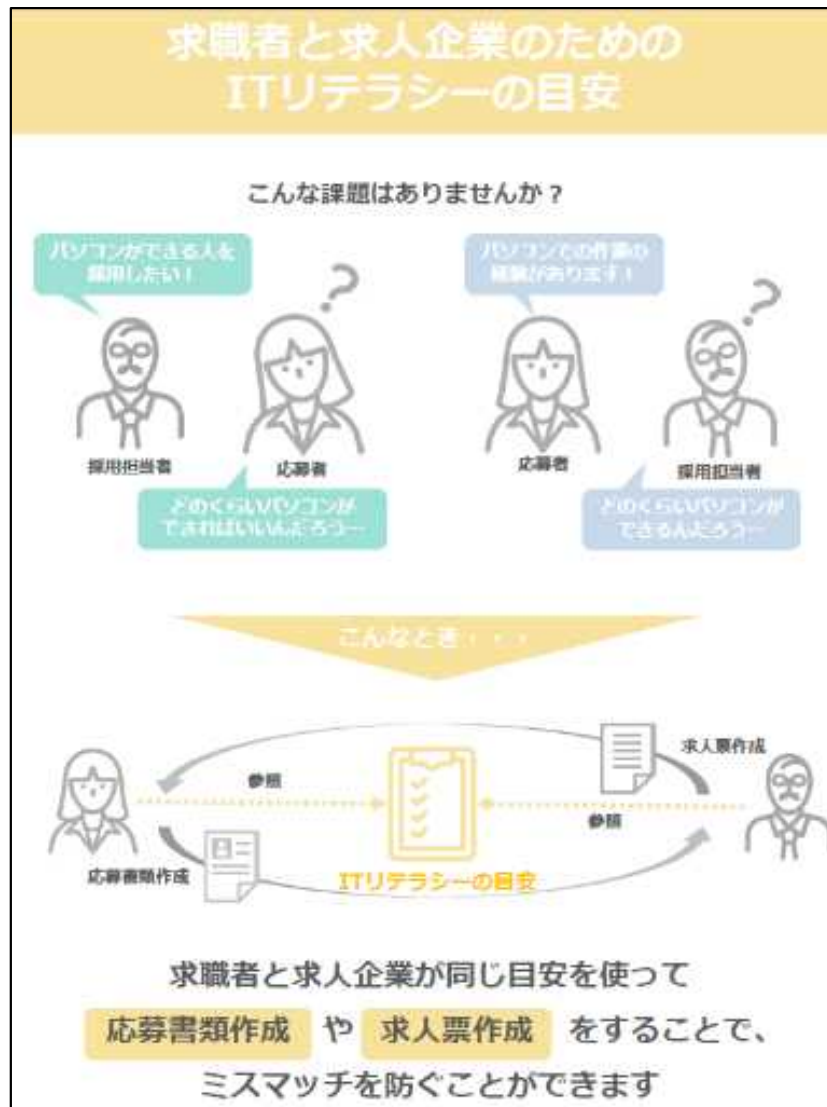 求職者と求人企業のための
ITリテラシーの目安
こんな課題はありませんか？
パソコンができる人を
採用したい！
パソコンでの作業の
経験があります！
採用担当者
応募者
応募者
採用担当者
どのくらいパソコンが
できればいいんだろう…
どのくらいパソコンが
できるんだろう…
こんなとき・・・
求人票作成
参照
参照
応募書類作成
ITリテラシーの目安
求職者と求人企業が同じ目安を使って
応募書類作成 や 求人票作成 をすることで、
ミスマッチを防ぐことができます